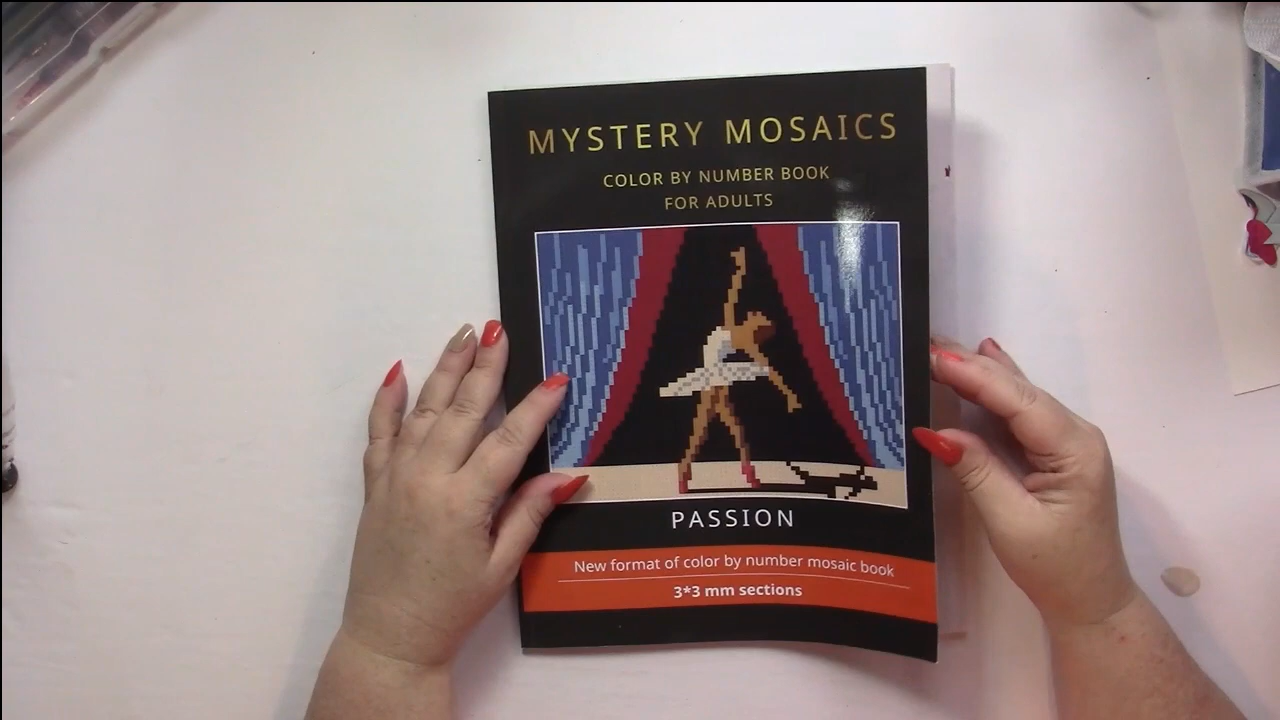 MYSTERY MOSAICS
COLOR BY NUMBER BOOK
FOR ADULTS
PASSION
New format of color by number mosaic book
3*3 mm sections